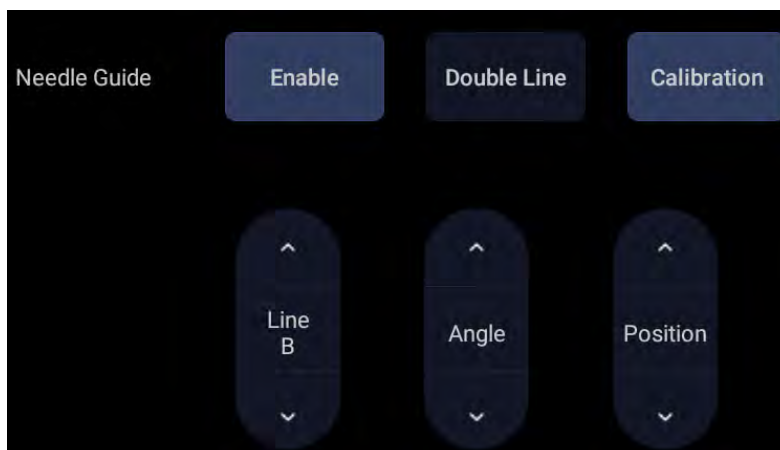 Needle Guide
Enable
Double Line
Calibration
Line
B
Angle
Position